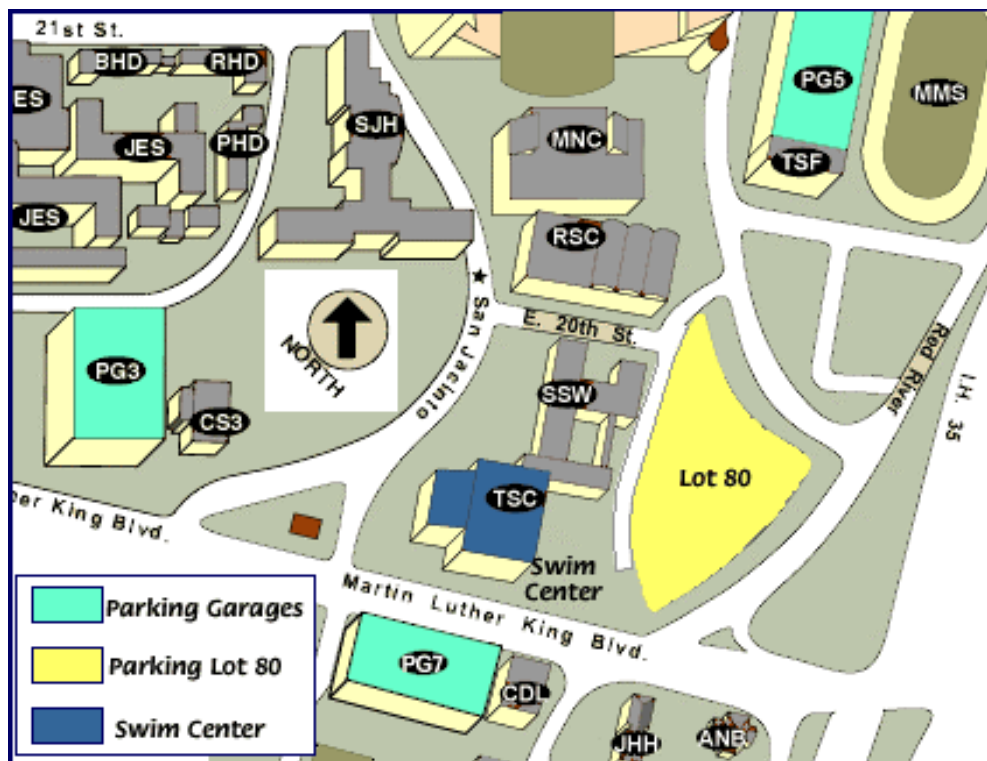 21st St.
BHD
RHD
PG5
MMS
ES
SJH
JES
PHD
MNC
TSF
JES
RSC
San Jacinto
E. 20th St.
NORTH
Red River
I.H. 35
PG3
CS3
SSW
Lot 80
TSC
her King Blvd.
Swim
Center
Martin Luther King Blvd.
Parking Garages
Parking Lot 80
Swim Center
PG7
CDL
JHH
ANB